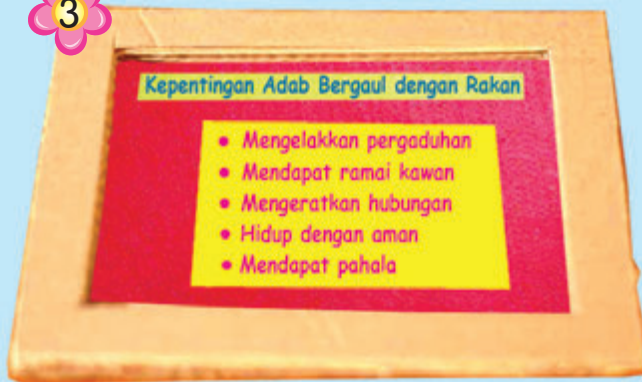 3
Kepentingan Adab Bergaul dengan Rakan
• Mengelakkan pergaduhan
• Mendapat ramai kawan
• Mengeratkan hubungan
• Hidup dengan aman
• Mendapat pahala